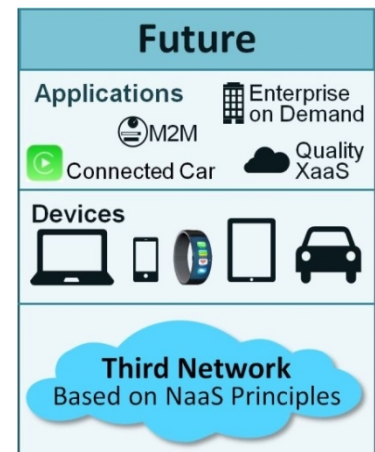 Future
Applications
Enterprise
on Demand
M2M
Quality
XaaS
Connected Car
Devices
Third Network
Based on NaaS Principles